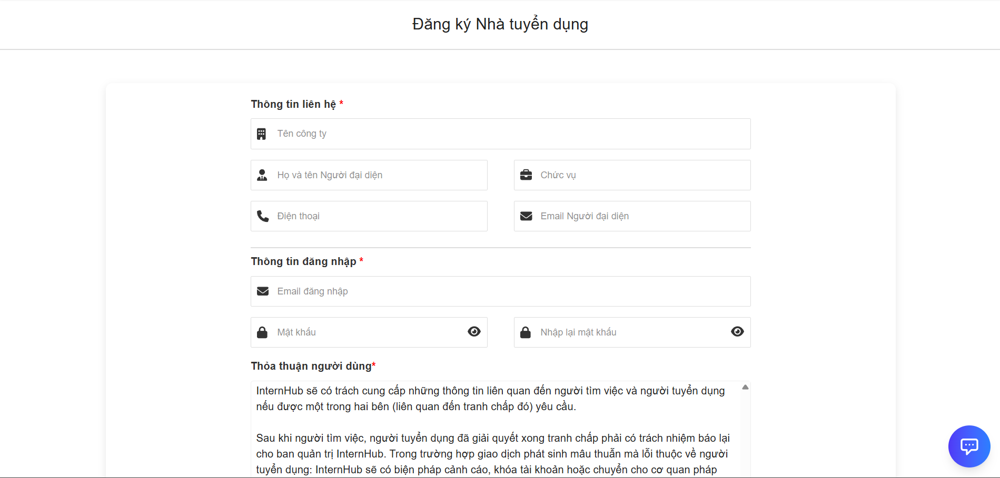 Đăng ký Nhà tuyển dụng
Thông tin liên hệ *
Tên công ty
Họ và tên Người đại diện
Chức vụ
Điện thoại
Email Người đại diện
Thông tin đăng nhập *
Email đăng nhập
Mật khẩu
Nhập lại mật khẩu
Thỏa thuận người dùng*
InternHub sẽ có trách cung cấp những thông tin liên quan đến người tìm việc và người tuyển dụng
nếu được một trong hai bên (liên quan đến tranh chấp đó) yêu cầu.
Sau khi người tìm việc, người tuyển dụng đã giải quyết xong tranh chấp phải có trách nhiệm báo lại
cho ban quản trị InternHub. Trong trường hợp giao dịch phát sinh mâu thuẫn mà lỗi thuộc về người
tuyển dụng: InternHub sẽ có biện pháp cảnh cáo, khóa tài khoản hoặc chuyển cho cơ quan pháp